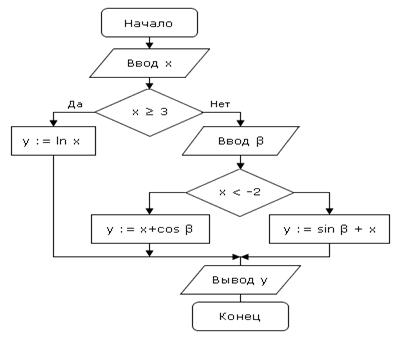 Начало
Ввод x
x ≥ 3
Да
Нет
y := ln x
Ввод β
x < -2
y := x+cos β
y := sin β + x
Вывод y
Конец